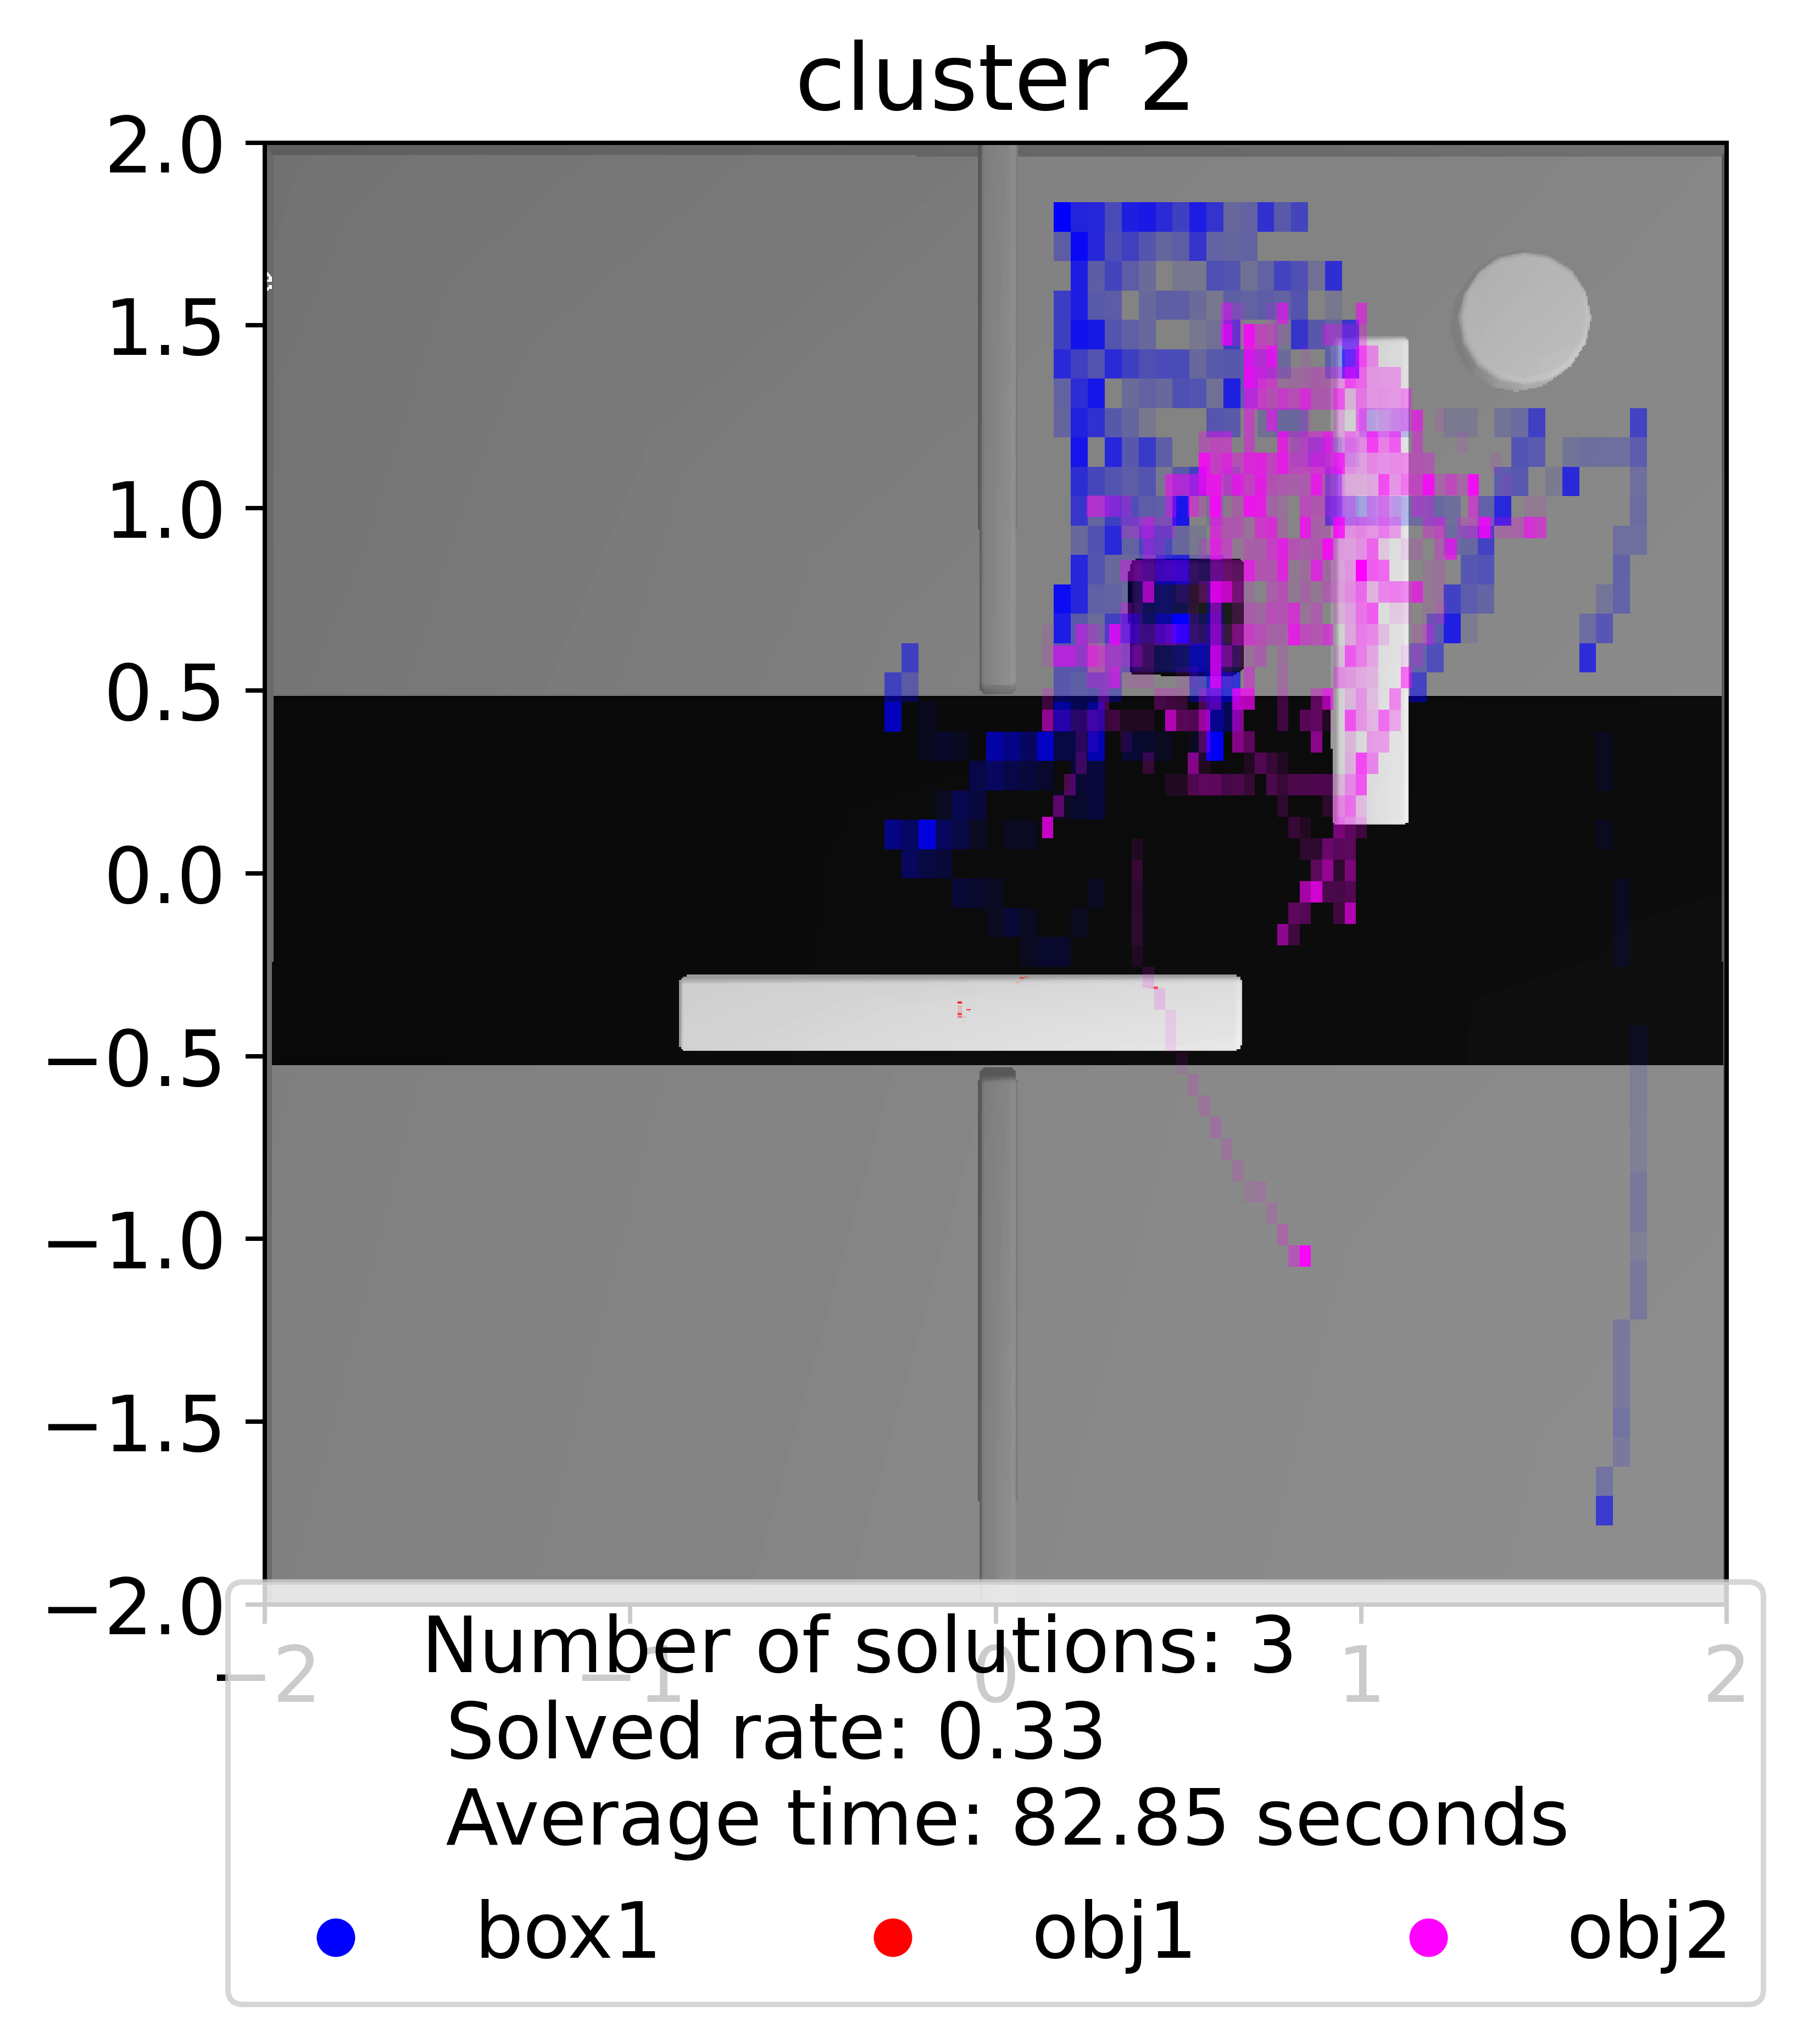 cluster 2
2.0
1.5
1.0
0.5
0.0
−0.5
−1.0
−1.5
−2.0
−2 −1 0 1 2
Number of solutions: 3
Solved rate: 0.33
Average time: 82.85 seconds
box1 obj1 obj2